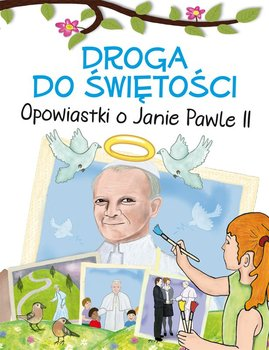 DROGA
DO ŚWIĘTOŚCI
Opowiastki o Janie Pawle II